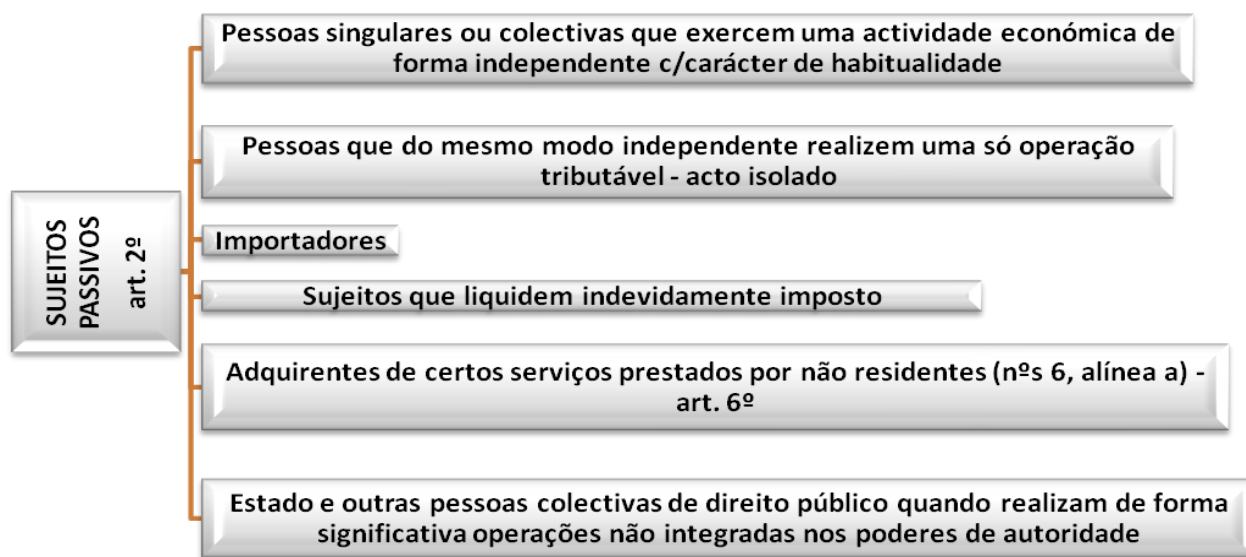 SUJEITOS
PASSIVOS
art. 2º
Pessoas singulares ou colectivas que exercem uma actividade económica de
forma independente c/carácter de habitualidade
Pessoas que do mesmo modo independente realizem uma só operação
tributável - acto isolado
Importadores
Sujeitos que liquidem indevidamente imposto
Adquirentes de certos serviços prestados por não residentes (nºs 6, alínea a) -
art. 6º
Estado e outras pessoas colectivas de direito público quando realizam de forma
significativa operações não integradas nos poderes de autoridade